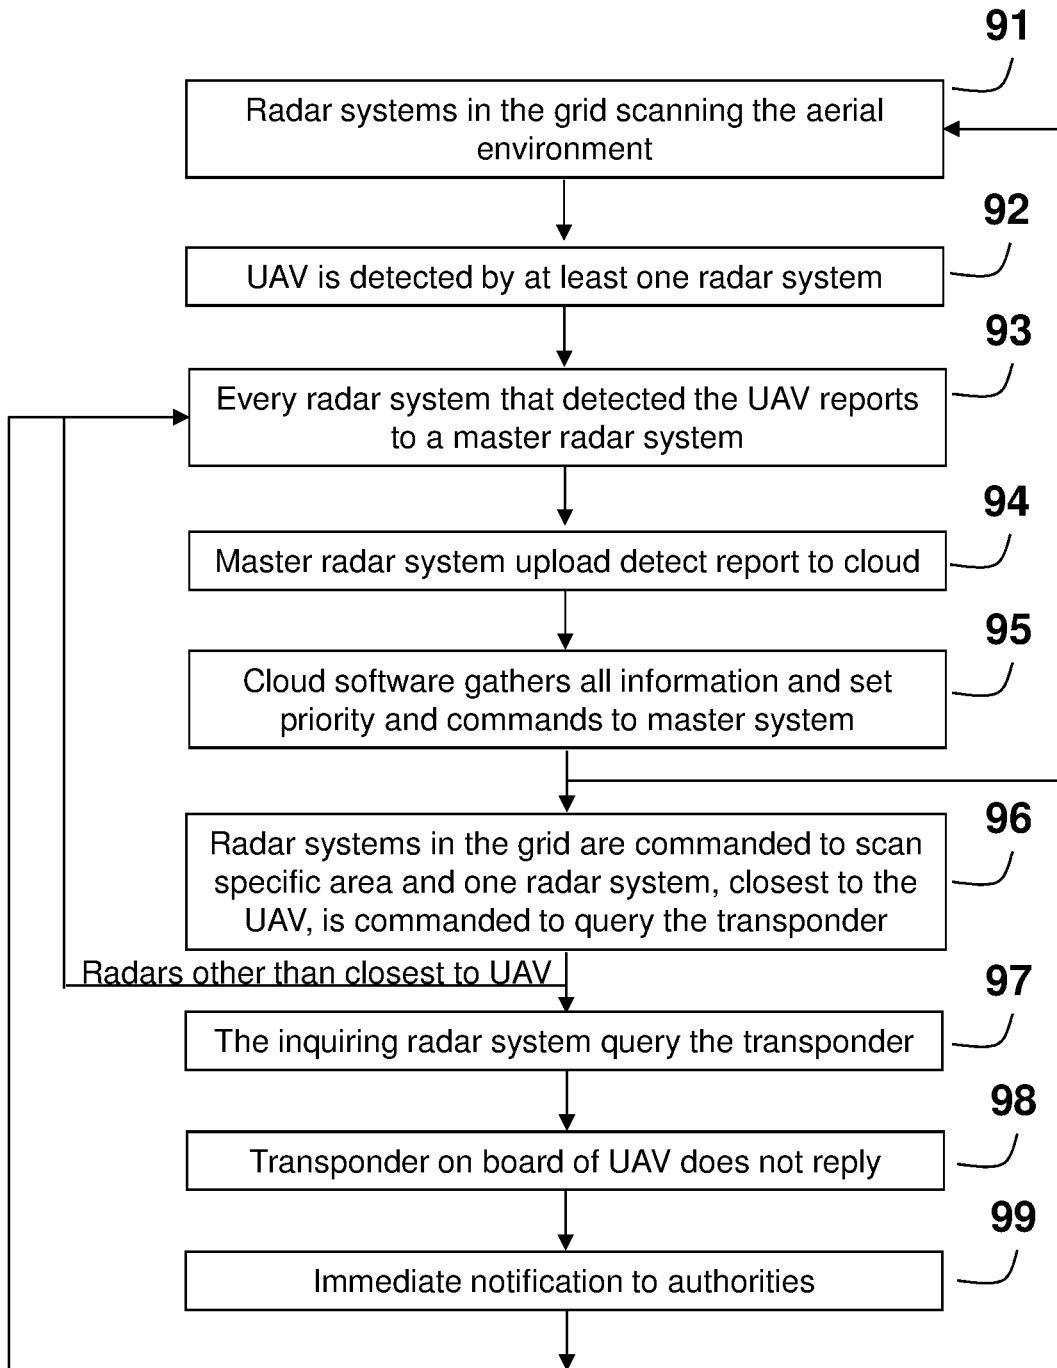 91
Radar systems in the grid scanning the aerial
environment
92
UAV is detected by at least one radar system
93
Every radar system that detected the UAV reports
to a master radar system
94
Master radar system upload detect report to cloud
95
Cloud software gathers all information and set
priority and commands to master system
96
Radar systems in the grid are commanded to scan
specific area and one radar system, closest to the
UAV, is commanded to query the transponder
Radars other than closest to UAV
97
The inquiring radar system query the transponder
98
Transponder on board of UAV does not reply
99
Immediate notification to authorities